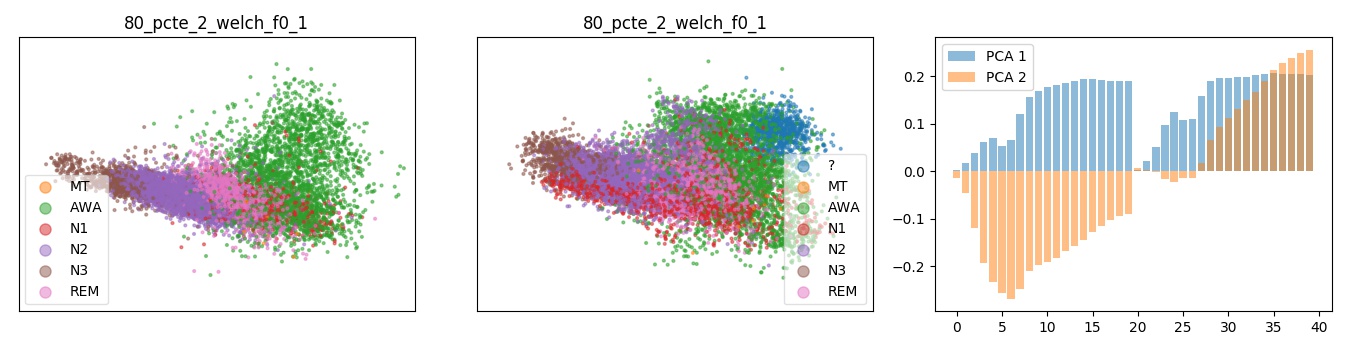 80_pcte_2_welch_f0_1
MT
AWA
N1
N2
N3
REM
80_pcte_2_welch_f0_1
?
MT
AWA
N1
N2
N3
REM
PCA 1
PCA 2
0.2
0.1
0.0
−0.1
−0.2
0 5 10 15 20 25 30 35 40